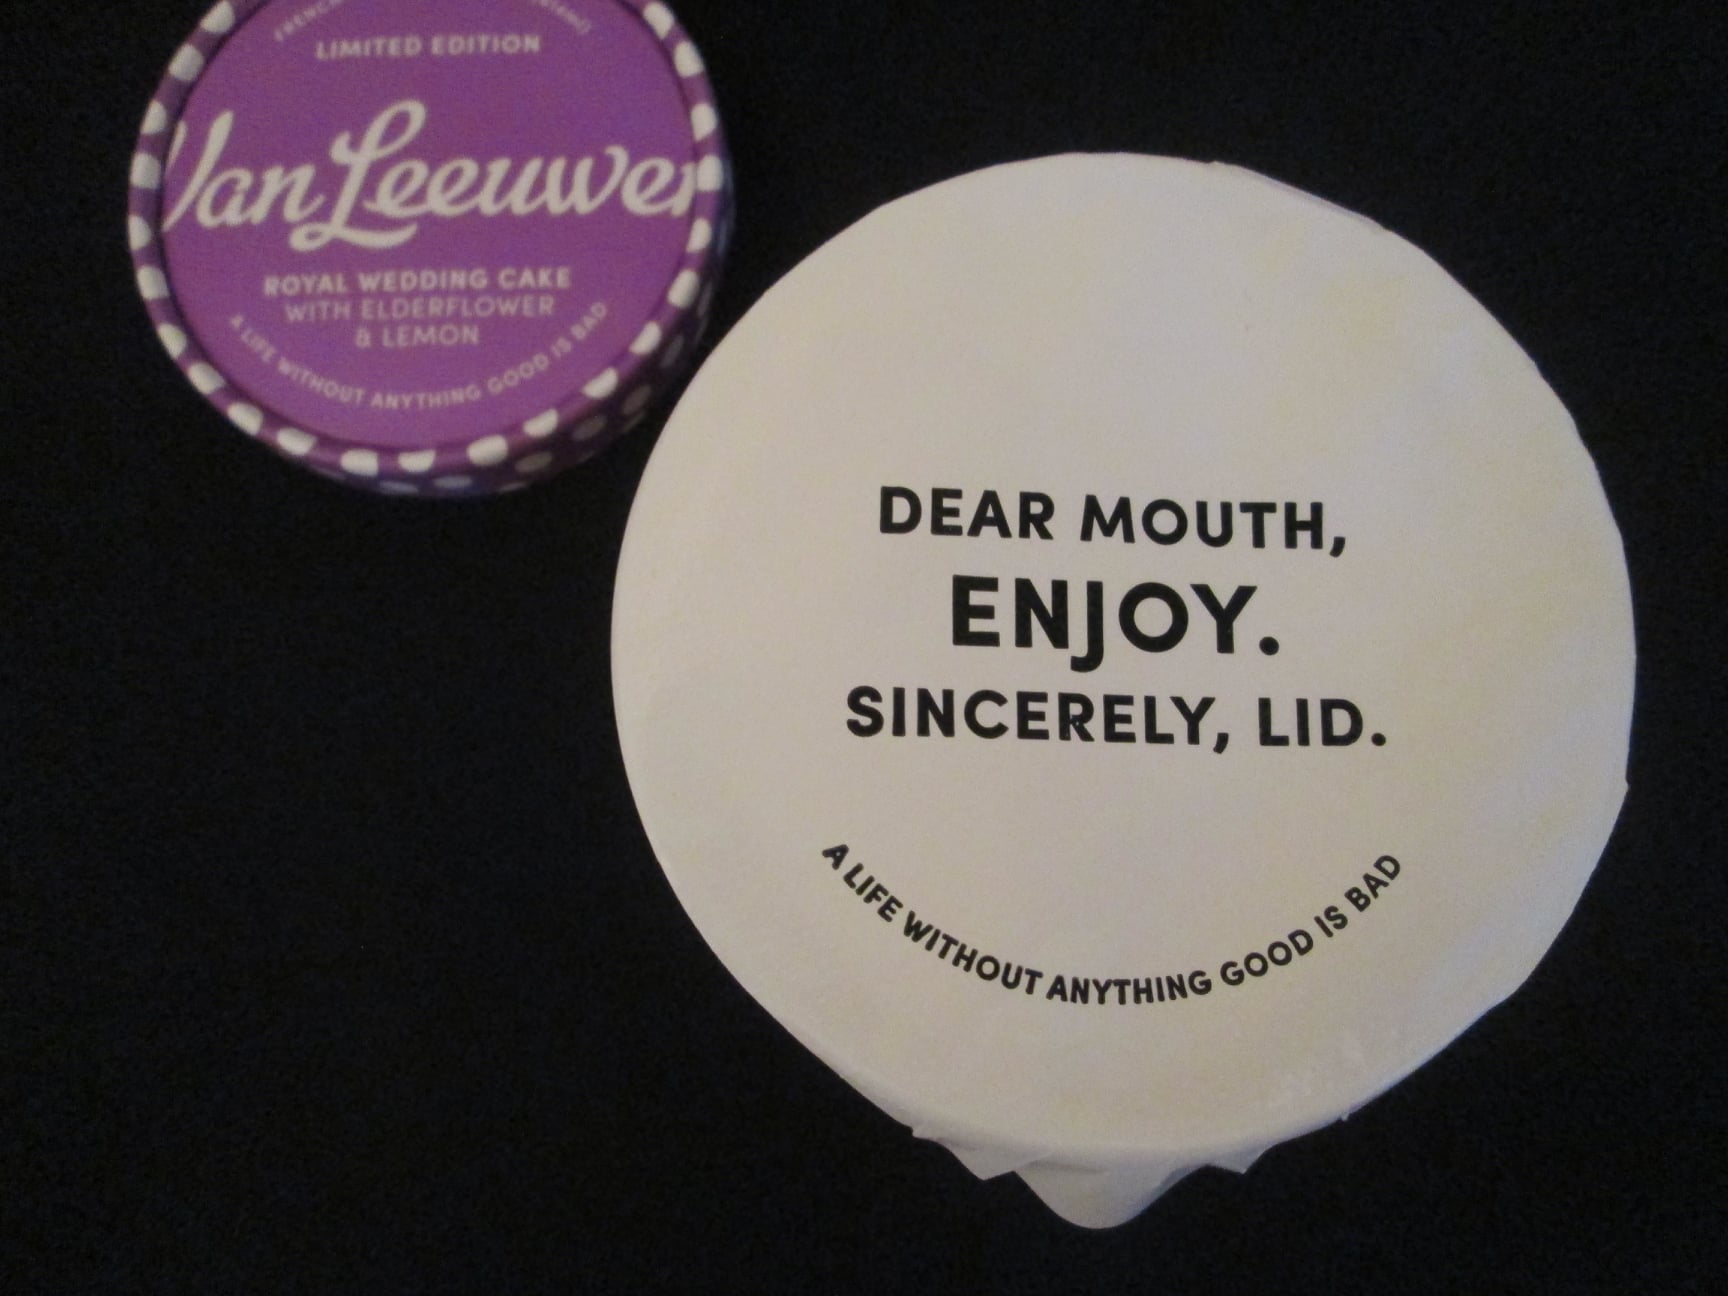 FRENCH
LIMITED EDITION
Van Leeuwen
ROYAL WEDDING CAKE
WITH ELDERFLOWER
& LEMON
A LIFE WITHOUT ANYTHING GOOD IS BAD
DEAR MOUTH,
ENJOY.
SINCERELY, LID.
A LIFE WITHOUT ANYTHING GOOD IS BAD